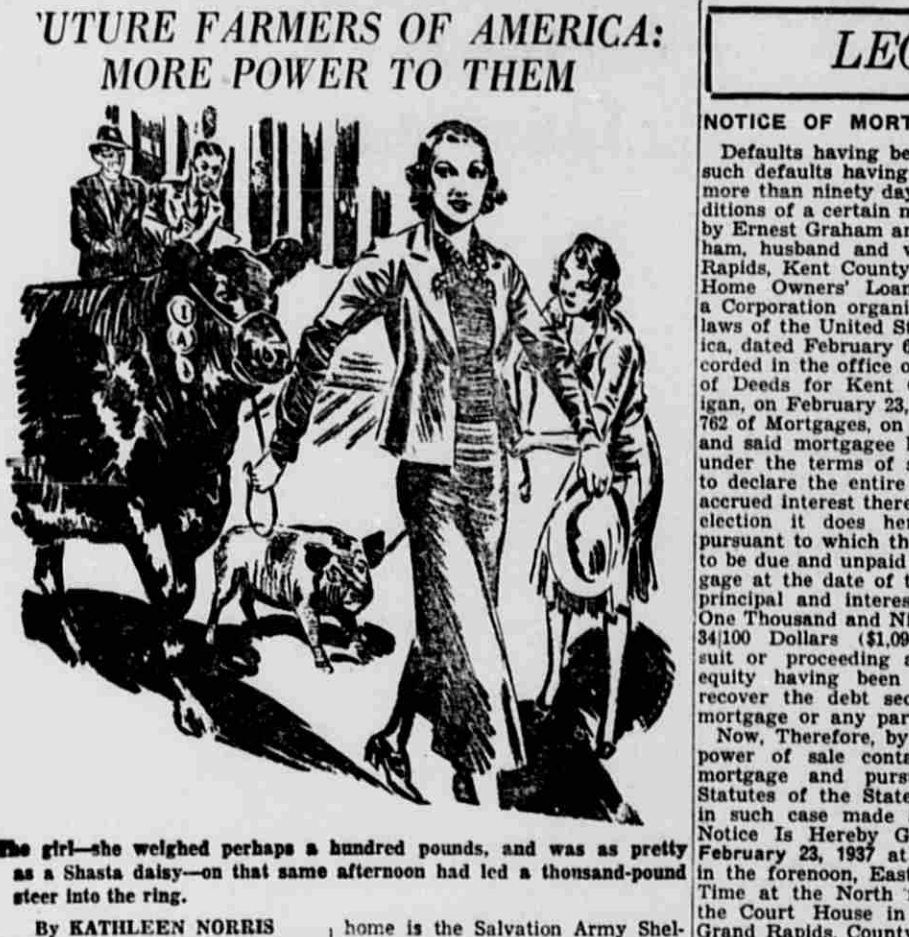 'UTURE FARMERS OF AMERICA:
MORE POWER TO THEM
1
A
1
The girl—she weighed perhaps a hundred pounds, and was as pretty
as a Shasta daisy—on that same afternoon had led a thousand-pound
steer into the ring.
By KATHLEEN NORRIS
home is the Salvation Army Shel-
LEG
NOTICE OF MORT
Defaults having be
such defaults having
more than ninety day
ditions of a certain m
by Ernest Graham an
ham, husband and w
Rapids, Kent County
Home Owners' Loan
a Corporation organi
laws of the United St
ica, dated February 6
corded in the office o
of Deeds for Kent C
igan, on February 23,
762 of Mortgages, on
and said mortgagee h
under the terms of s
to declare the entire
accrued interest there
election it does her
pursuant to which th
to be due and unpaid
gage at the date of t
principal and interes
One Thousand and Ni
34|100 Dollars ($1,09
suit or proceeding a
equity having been
recover the debt sec
mortgage or any par
Now, Therefore, by
power of sale conta
mortgage and purs
Statutes of the State
in such case made
Notice Is Hereby G
February 23, 1937 at
in the forenoon, East
Time at the North
the Court House in
Grand Rapids, County